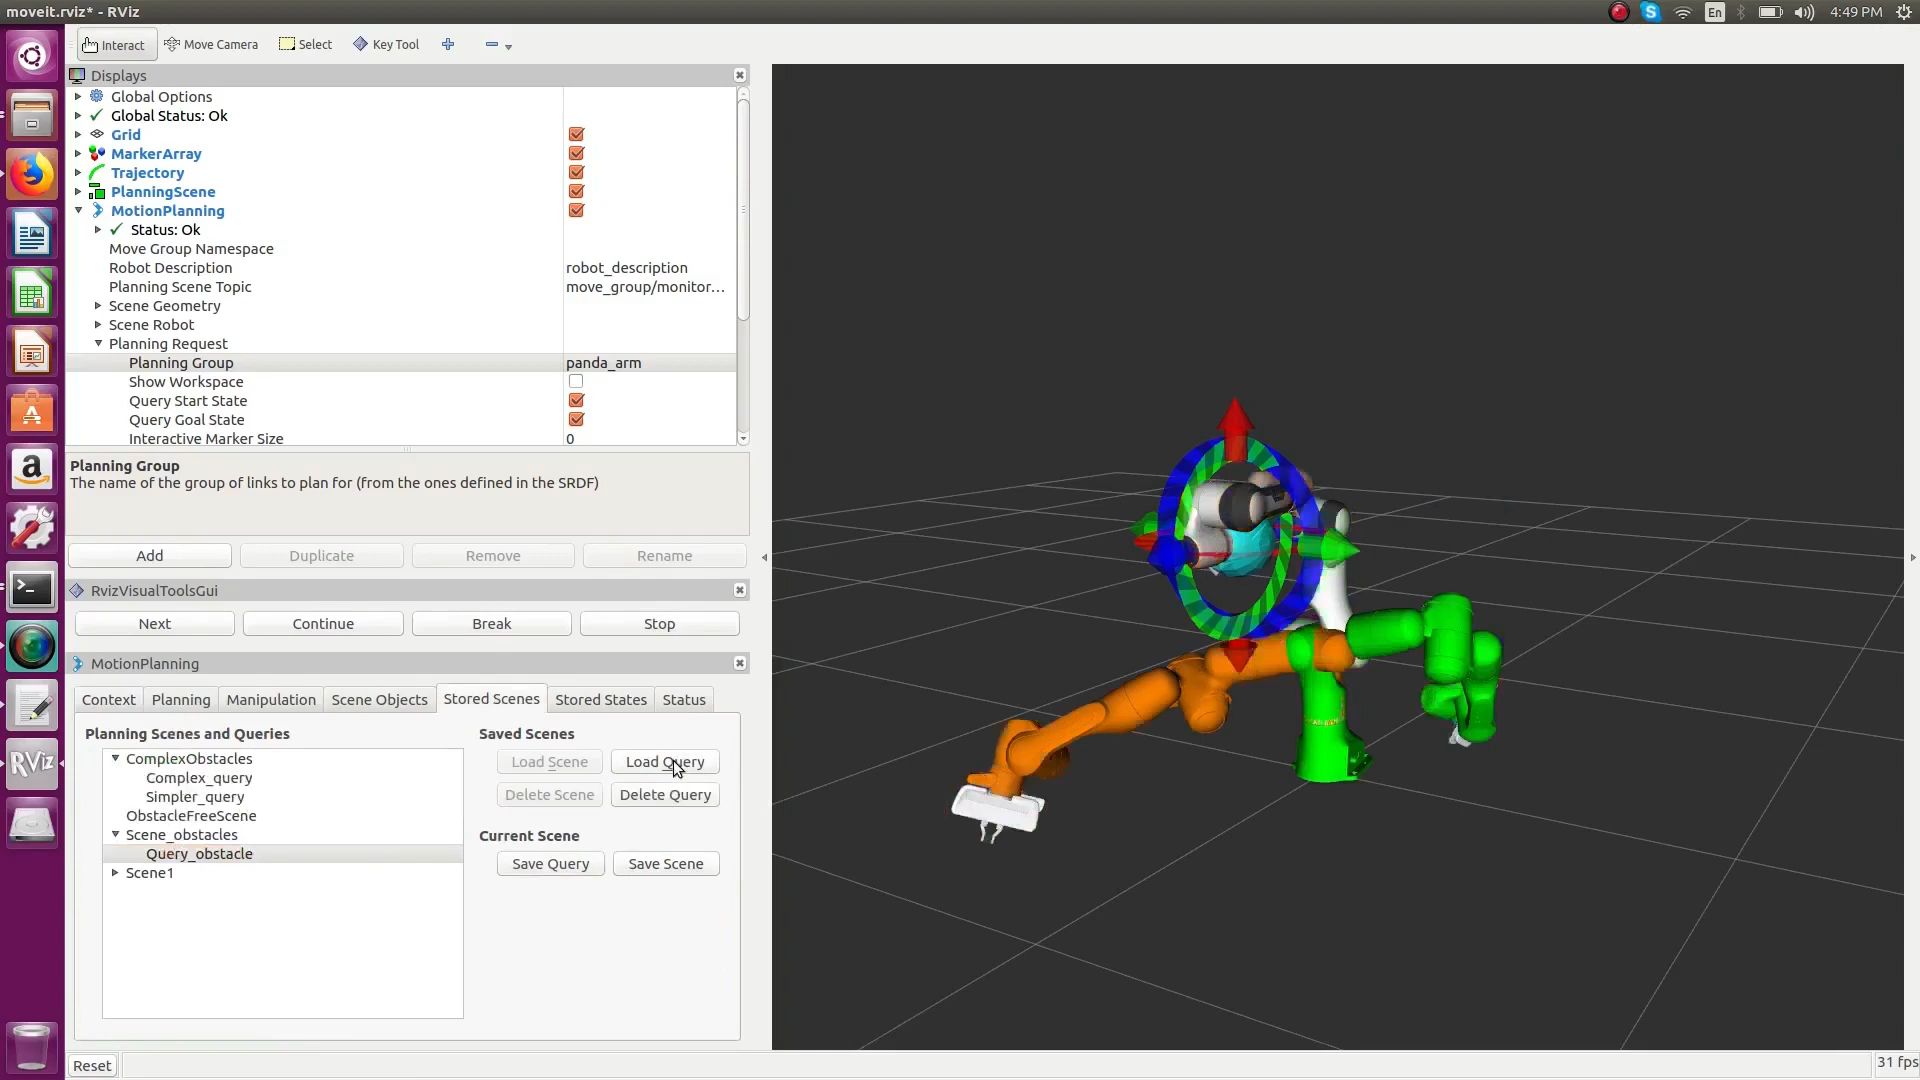 moveit.rviz* - RViz
En
4:49 PM
Interact
Move Camera
Select
Key Tool
Displays
Global Options
Global Status: Ok
Grid
MarkerArray
Trajectory
PlanningScene
MotionPlanning
Status: Ok
Move Group Namespace
Robot Description robot_description
Planning Scene Topic move_group/monitor...
Scene Geometry
Scene Robot
Planning Request
Planning Group panda_arm
Show Workspace
Query Start State
Query Goal State
Interactive Marker Size 0
Planning Group
The name of the group of links to plan for (from the ones defined in the SRDF)
Add Duplicate Remove Rename
RvizVisualToolsGui
Next Continue Break Stop
MotionPlanning
Context Planning Manipulation Scene Objects Stored Scenes Stored States Status
Planning Scenes and Queries
ComplexObstacles
Complex_query
Simpler_query
ObstacleFreeScene
Scene_obstacles
Query_obstacle
Scene1
Saved Scenes
Load Scene Load Query
Delete Scene Delete Query
Current Scene
Save Query Save Scene
RViz
Reset
31 fps